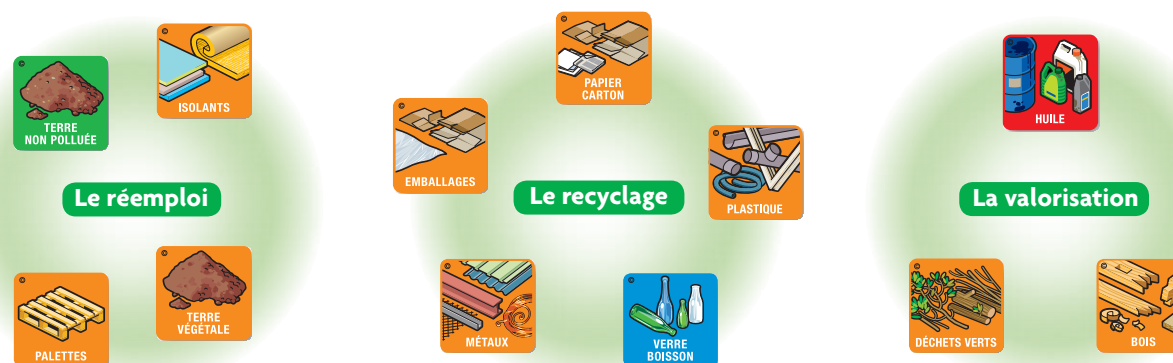 ©
ISOLANTS
©
TERRE
NON POLLUÉE
Le réemploi
©
PALETTES
©
TERRE
VÉGÉTALE
©
PAPIER
CARTON
©
EMBALLAGES
©
PLASTIQUE
Le recyclage
©
MÉTAUX
©
VERRE
BOISSON
©
HUILE
La valorisation
©
DÉCHETS VERTS
©
BOIS